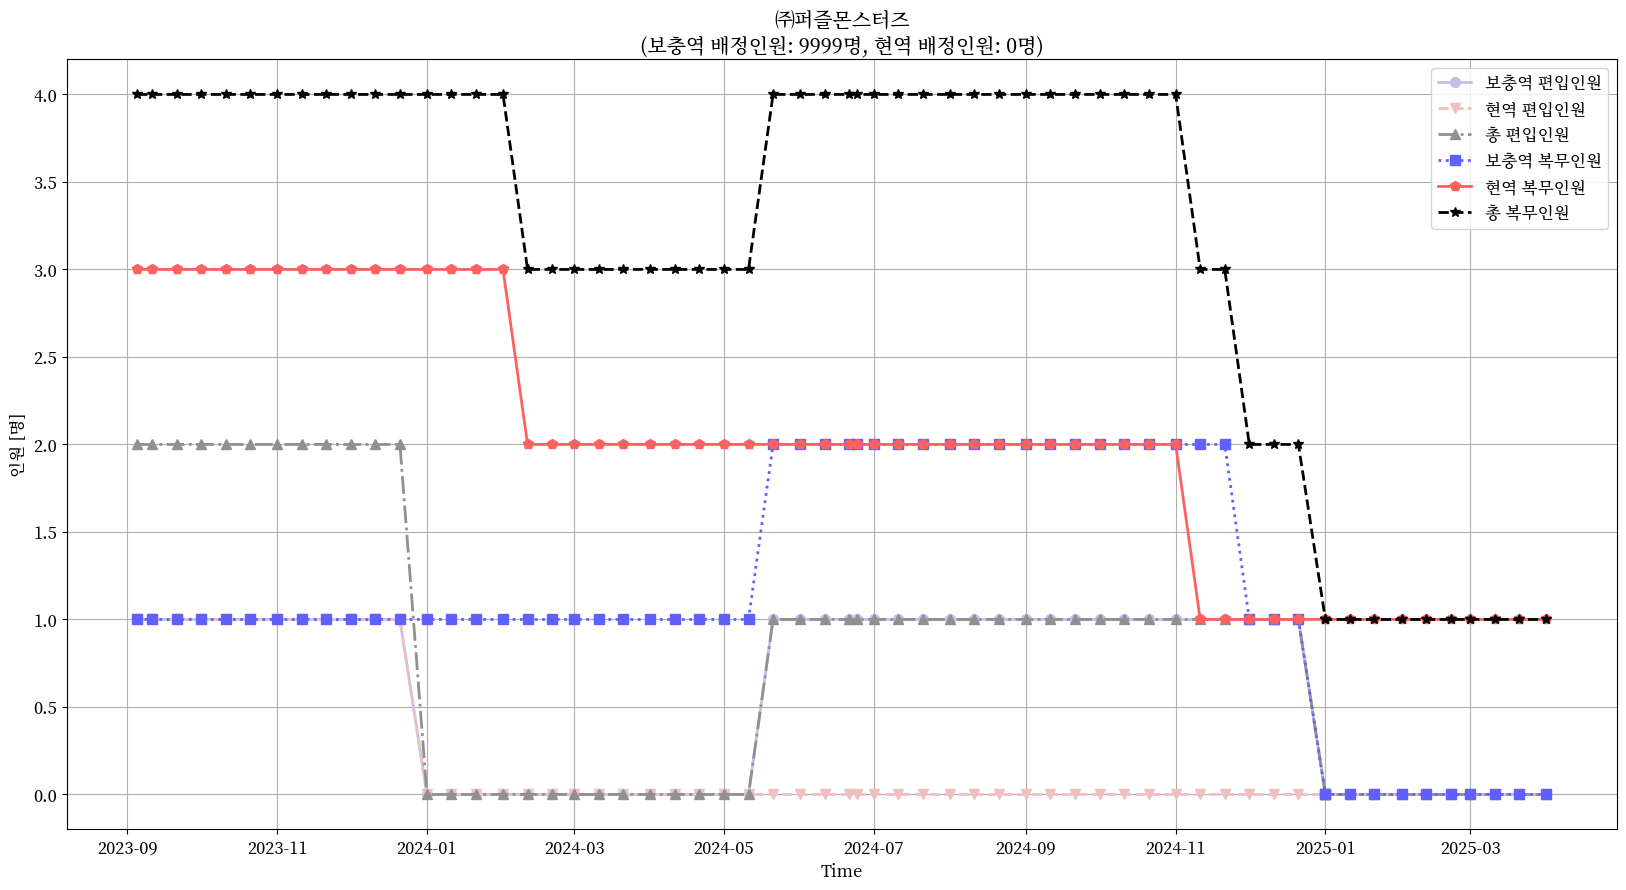 ㈜퍼즐몬스터즈
(보충역 배정인원: 9999명, 현역 배정인원: 0명)
보충역 편입인원
현역 편입인원
총 편입인원
보충역 복무인원
현역 복무인원
총 복무인원
인원 [명]
4.0
3.5
3.0
2.5
2.0
1.5
1.0
0.5
0.0
2023-09 2023-11 2024-01 2024-03 2024-05 2024-07 2024-09 2024-11 2025-01 2025-03
Time